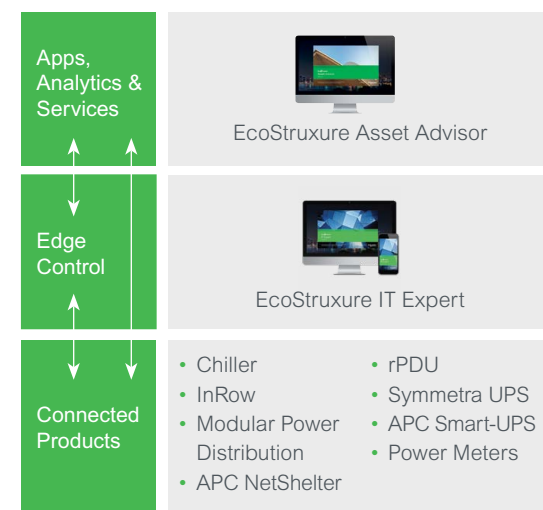 Apps,
Analytics &
Services
EcoStruxure Asset Advisor
Edge
Control
EcoStruxure IT Expert
Connected
Products
• Chiller
• InRow
• Modular Power
Distribution
• APC NetShelter
• rPDU
• Symmetra UPS
• APC Smart-UPS
• Power Meters